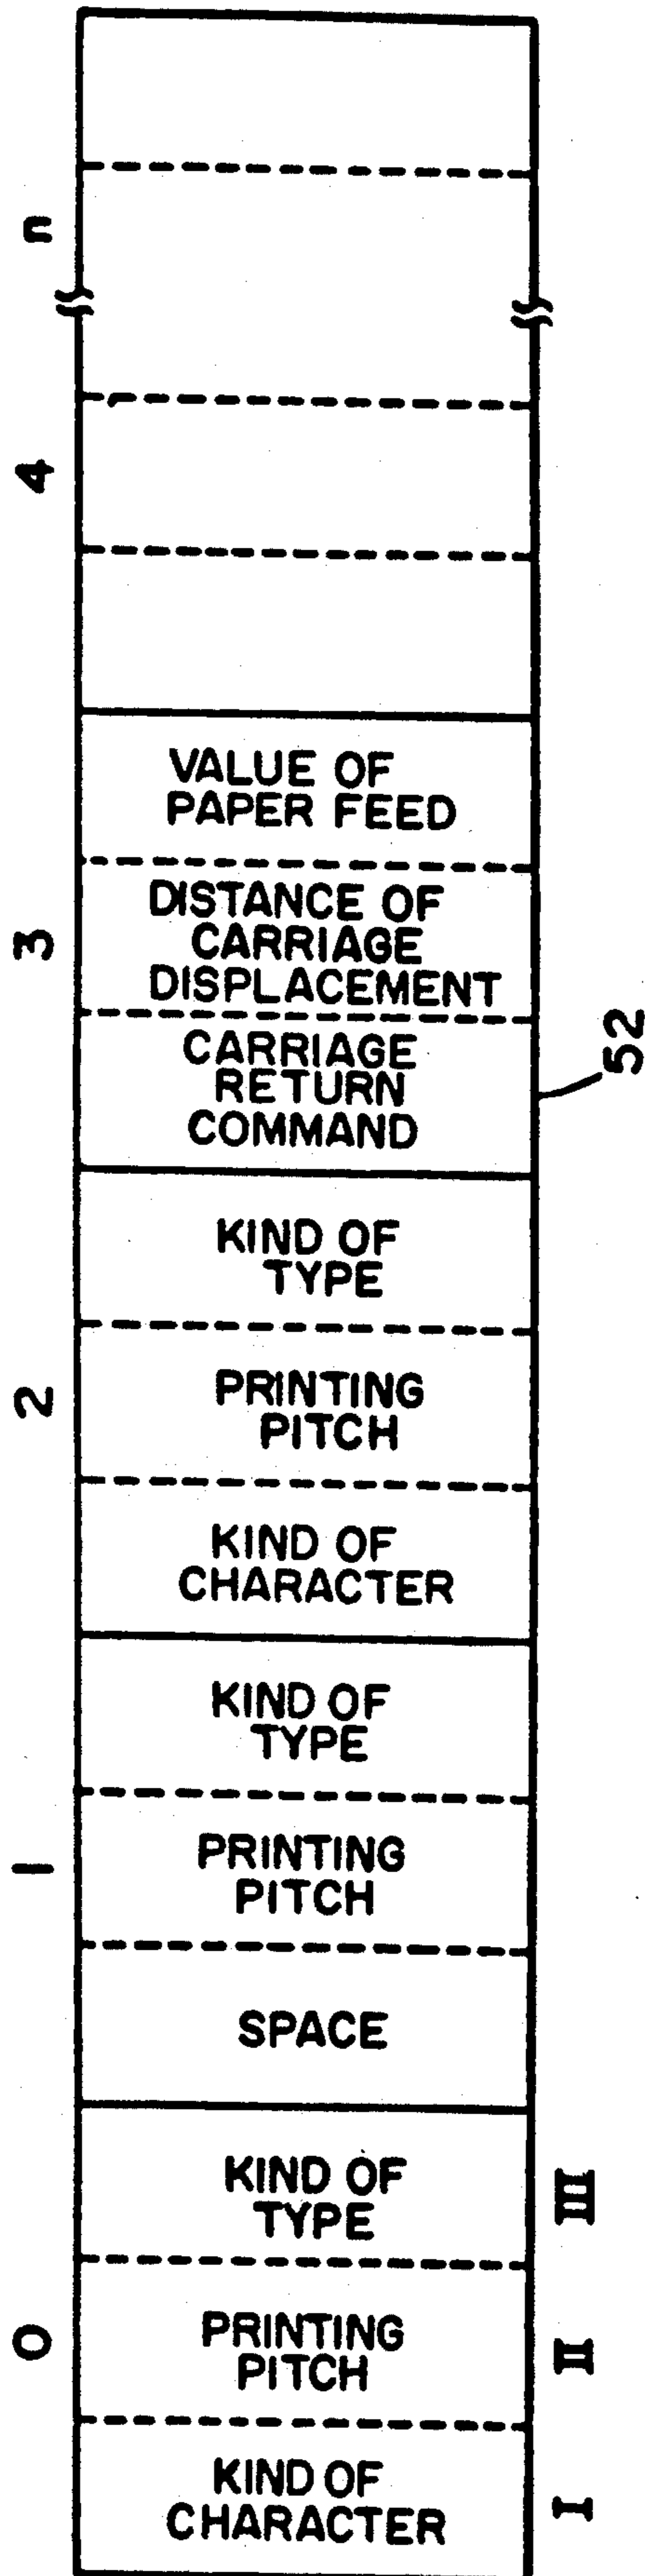 n
4
VALUE OF
PAPER FEED
3
DISTANCE OF
CARRIAGE
DISPLACEMENT
CARRIAGE
RETURN
COMMAND
52
KIND OF
TYPE
2
PRINTING
PITCH
KIND OF
CHARACTER
KIND OF
TYPE
1
PRINTING
PITCH
SPACE
KIND OF
TYPE
III
0
PRINTING
PITCH
II
KIND OF
CHARACTER
I